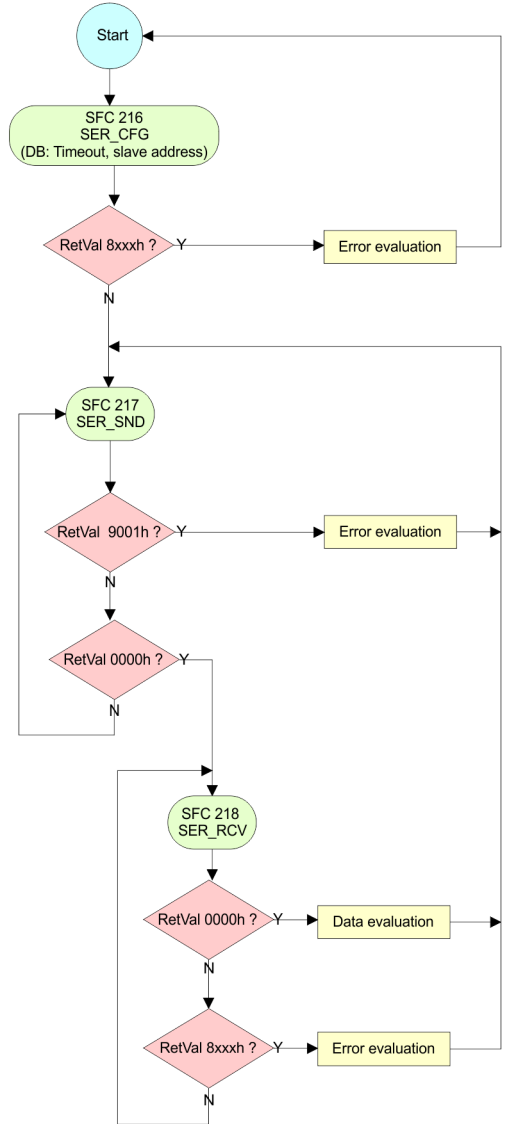 Start
SFC 216
SER_CFG
(DB: Timeout, slave address)
RetVal 8xxxh ?
Y
Error evaluation
N
SFC 217
SER_SND
RetVal 9001h ?
Y
Error evaluation
N
RetVal 0000h ?
Y
N
SFC 218
SER_RCV
RetVal 0000h ?
Y
Data evaluation
N
RetVal 8xxxh ?
Y
Error evaluation
N